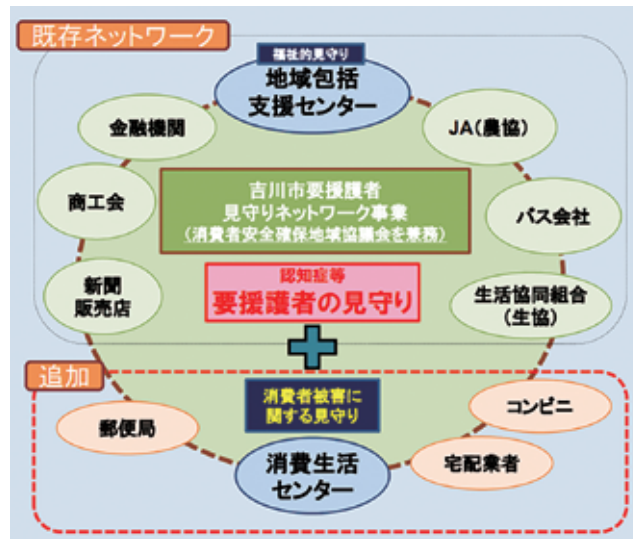 既存ネットワーク
福祉的見守り
地域包括
支援センター
金融機関
JA(農協)
商工会
吉川市要援護者
見守りネットワーク事業
(消費者安全確保地域協議会を兼務)
バス会社
認知症等
要援護者の見守り
新聞
販売店
生活協同組合
(生協)
追加
消費者被害に
関する見守り
コンビニ
郵便局
消費生活
センター
宅配業者